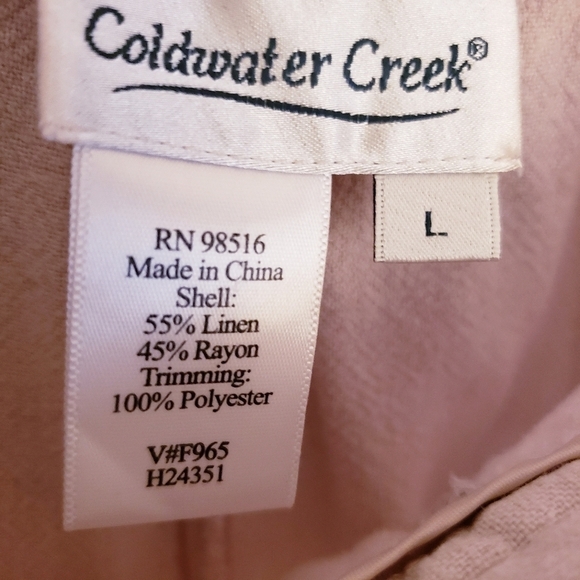 Coldwater Creek®
L
RN 98516
Made in China
Shell:
55% Linen
45% Rayon
Trimming:
100% Polyester
V#F965
H24351